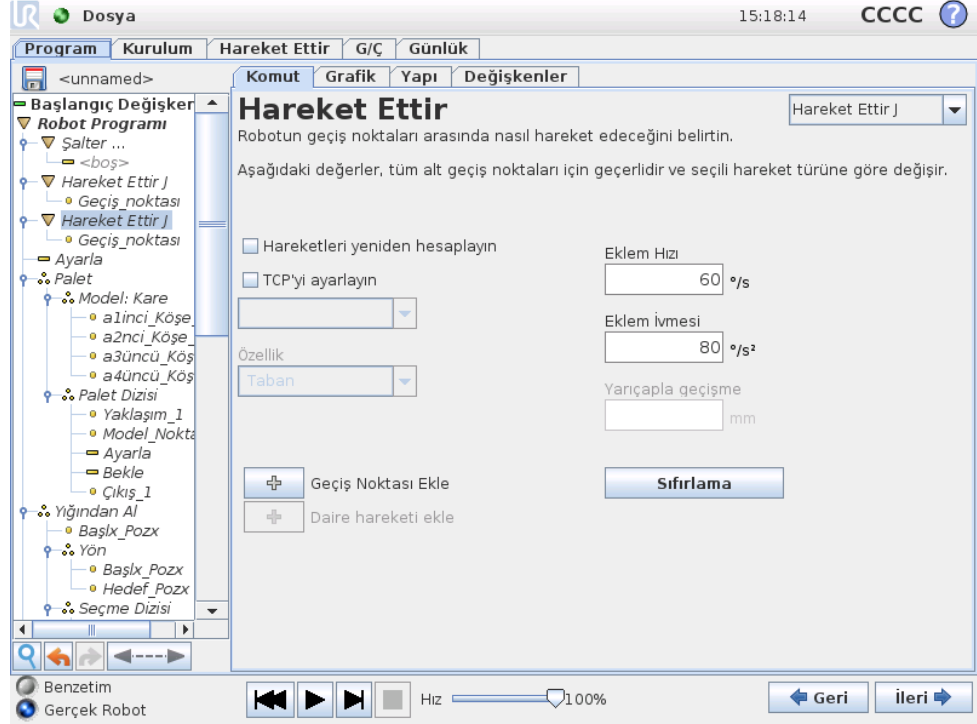 UR Dosya 15:18:14 CCCC ?
Program Kurulum Hareket Ettir G/Ç Günlük
<unnamed>
Komut Grafik Yapı Değişkenler
Başlangıç Değişker
Robot Programı
Şalter ...
<boş>
Hareket Ettir J
Geçiş_noktası
Hareket Ettir J
Geçiş_noktası
Ayarla
Palet
Model: Kare
a1inci_Köşe_
a2nci_Köşe_
a3üncü_Köş
a4üncü_Köş
Palet Dizisi
Yaklaşım_1
Model_Nokta
Ayarla
Bekle
Çıkış_1
Yığından Al
Başlx_Pozx
Yön
Başlx_Pozx
Hedef_Pozx
Seçme Dizisi
Hareket Ettir
Hareket Ettir J
Robotun geçiş noktaları arasında nasıl hareket edeceğini belirtin.
Aşağıdaki değerler, tüm alt geçiş noktaları için geçerlidir ve seçili hareket türüne göre değişir.
Hareketleri yeniden hesaplayın
TCP'yi ayarlayın
Özellik
Taban
Eklem Hızı
60 °/s
Eklem İvmesi
80 °/s²
Yarıçapla geçişme
mm
Geçiş Noktası Ekle
Daire hareketi ekle
Sıfırlama
Benzetim
Gerçek Robot
Hız 100%
Geri İleri